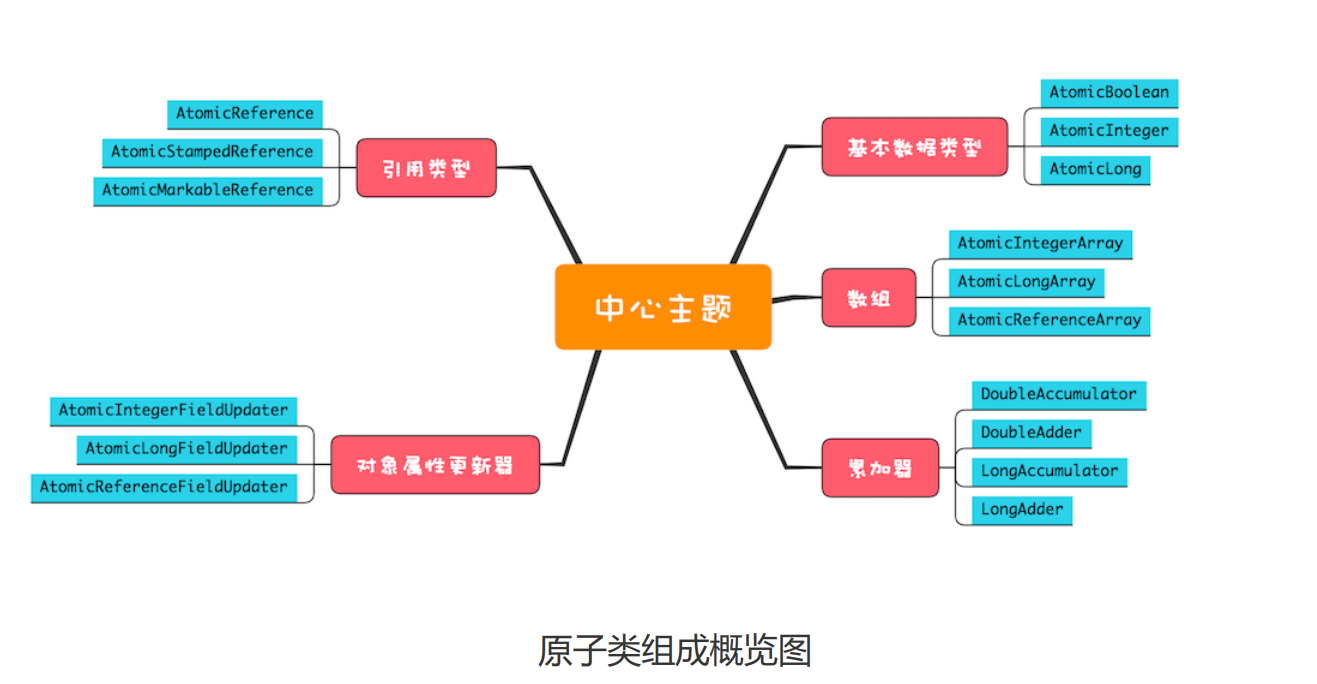 AtomicReference
AtomicStampedReference
AtomicMarkableReference
引用类型
AtomicBoolean
AtomicInteger
AtomicLong
基本数据类型
中心主题
AtomicIntegerArray
AtomicLongArray
AtomicReferenceArray
数组
AtomicIntegerFieldUpdater
AtomicLongFieldUpdater
AtomicReferenceFieldUpdater
对象属性更新器
DoubleAccumulator
DoubleAdder
LongAccumulator
LongAdder
累加器
原子类组成概览图